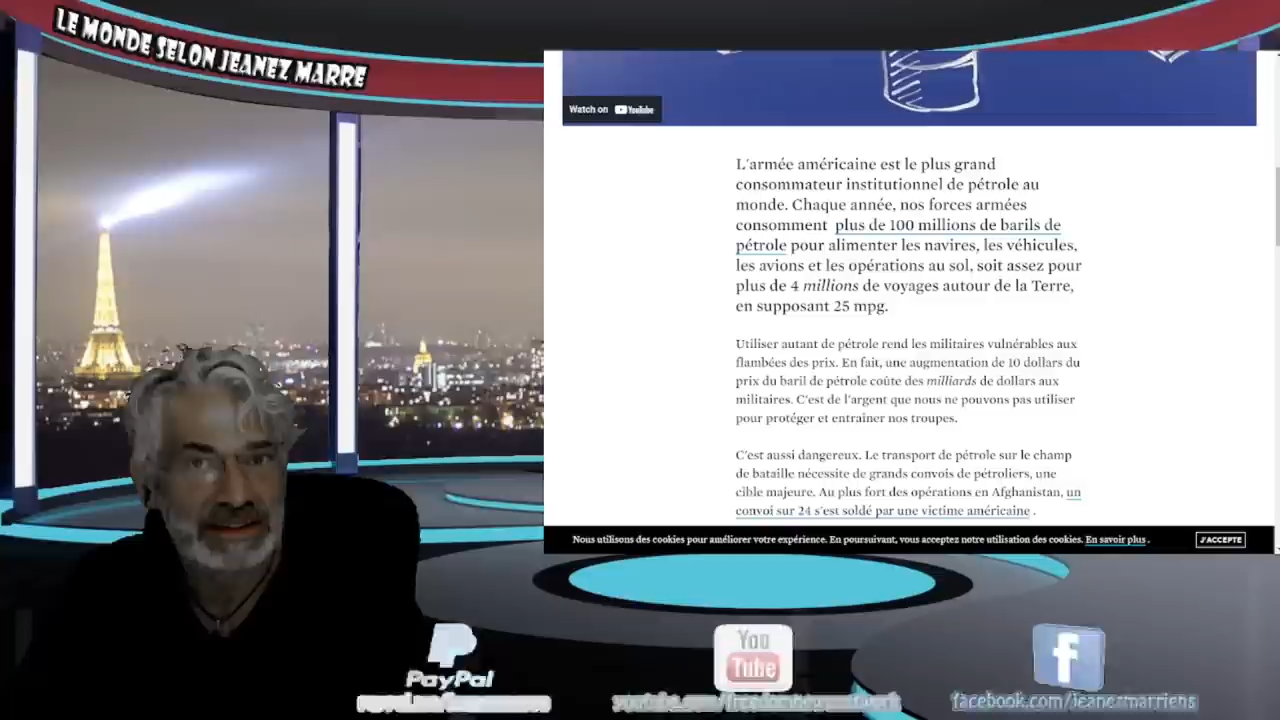 LE MONDE SELON JEANEZ MARRE
Watch on YouTube
L'armée américaine est le plus grand
consommateur institutionnel de pétrole au
monde. Chaque année, nos forces armées
consomment plus de 100 millions de barils de
pétrole pour alimenter les navires, les véhicules,
les avions et les opérations au sol, soit assez pour
plus de 4 millions de voyages autour de la Terre,
en supposant 25 mpg.
Utiliser autant de pétrole rend les militaires vulnérables aux
flambées des prix. En fait, une augmentation de 10 dollars du
prix du baril de pétrole coûte des milliards de dollars aux
militaires. C'est de l'argent que nous ne pouvons pas utiliser
pour protéger et entraîner nos troupes.
C'est aussi dangereux. Le transport de pétrole sur le champ
de bataille nécessite de grands convois de pétroliers, une
cible majeure. Au plus fort des opérations en Afghanistan, un
convoi sur 24 s'est soldé par une victime américaine .
Nous utilisons des cookies pour améliorer votre expérience. En poursuivant, vous acceptez notre utilisation des cookies. En savoir plus .
J'ACCEPTE
PayPal
You
Tube
f
facebook.com/jeanesmarriens